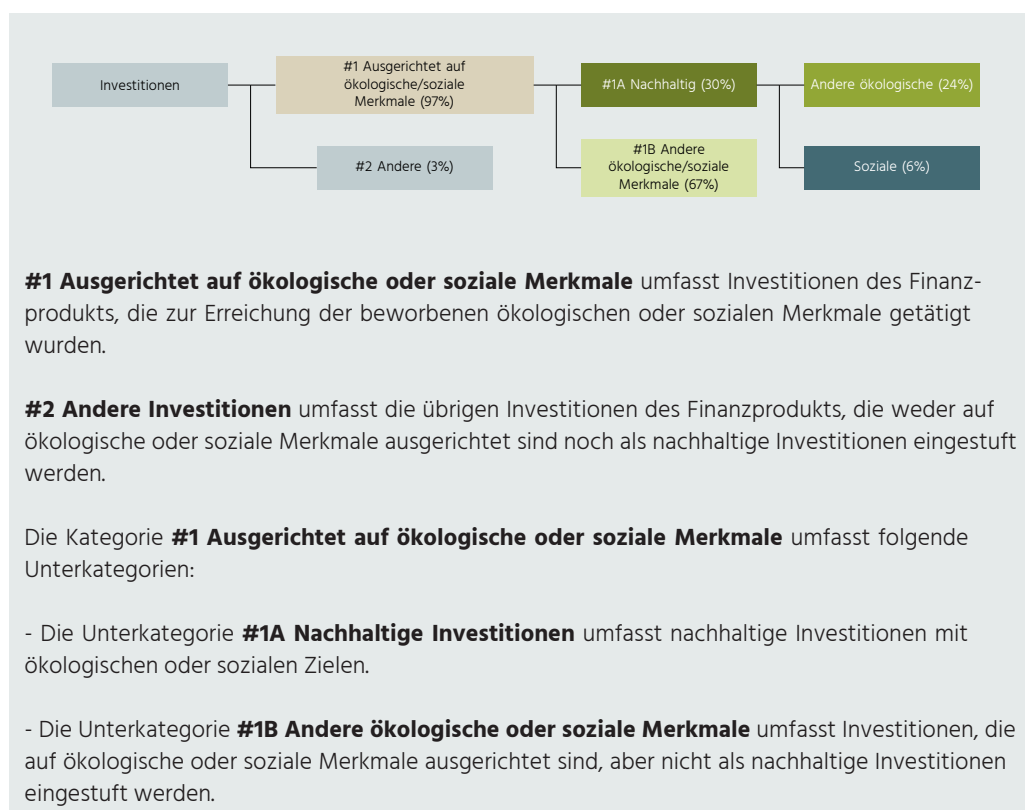 Investitionen
#1 Ausgerichtet auf
ökologische/soziale
Merkmale (97%)
#1A Nachhaltig (30%)
Andere ökologische (24%)
#2 Andere (3%)
#1B Andere
ökologische/soziale
Merkmale (67%)
Soziale (6%)
#1 Ausgerichtet auf ökologische oder soziale Merkmale umfasst Investitionen des Finanz-
produkts, die zur Erreichung der beworbenen ökologischen oder sozialen Merkmale getätigt
wurden.
#2 Andere Investitionen umfasst die übrigen Investitionen des Finanzprodukts, die weder auf
ökologische oder soziale Merkmale ausgerichtet sind noch als nachhaltige Investitionen eingestuft
werden.
Die Kategorie #1 Ausgerichtet auf ökologische oder soziale Merkmale umfasst folgende
Unterkategorien:
- Die Unterkategorie #1A Nachhaltige Investitionen umfasst nachhaltige Investitionen mit
ökologischen oder sozialen Zielen.
- Die Unterkategorie #1B Andere ökologische oder soziale Merkmale umfasst Investitionen, die
auf ökologische oder soziale Merkmale ausgerichtet sind, aber nicht als nachhaltige Investitionen
eingestuft werden.